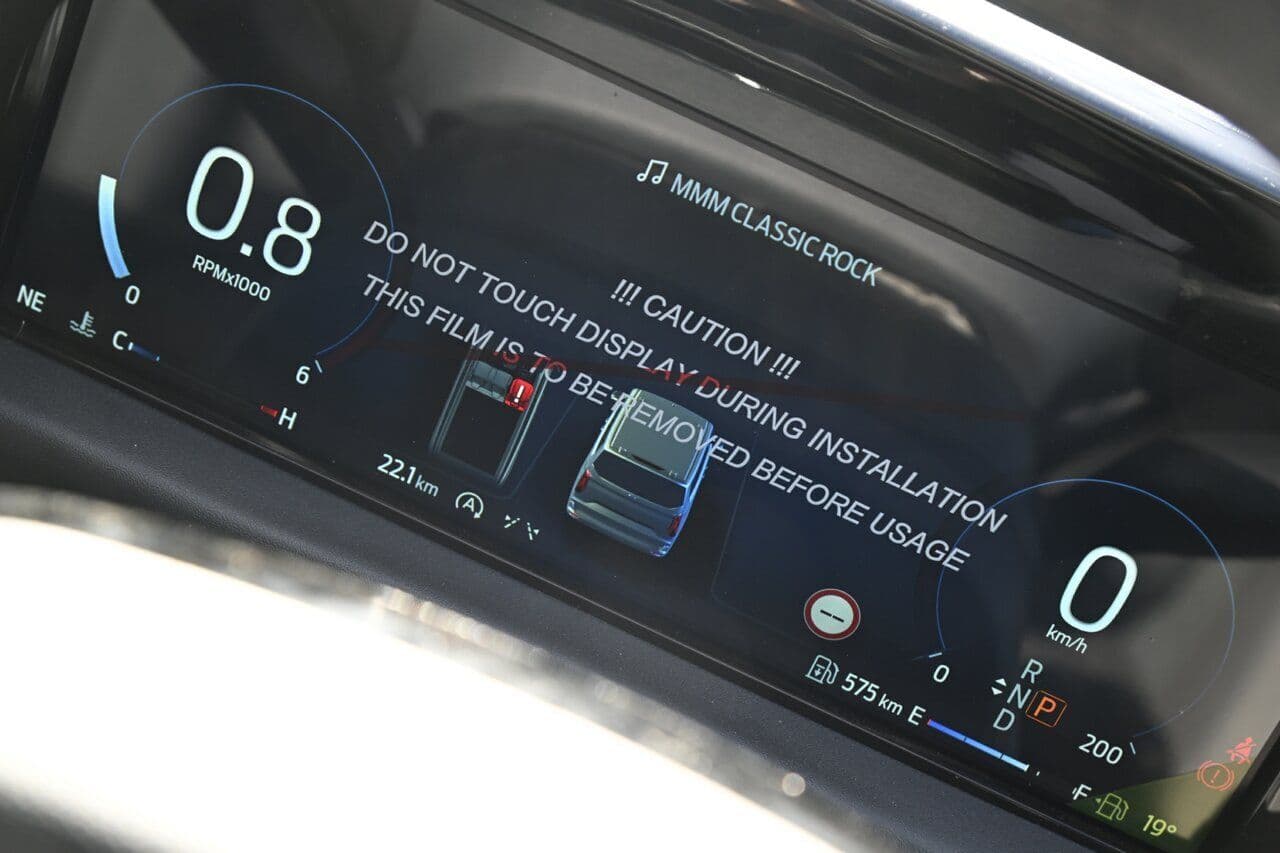 MMM CLASSIC ROCK
0.8
RPMx1000
0
6
!!! CAUTION !!!
DO NOT TOUCH DISPLAY DURING INSTALLATION
THIS FILM IS TO BE REMOVED BEFORE USAGE
NE
C
H
!
22.1 km
A
--
575 km
E
F
0
km/h
0
200
R
N
D
P
!
19°